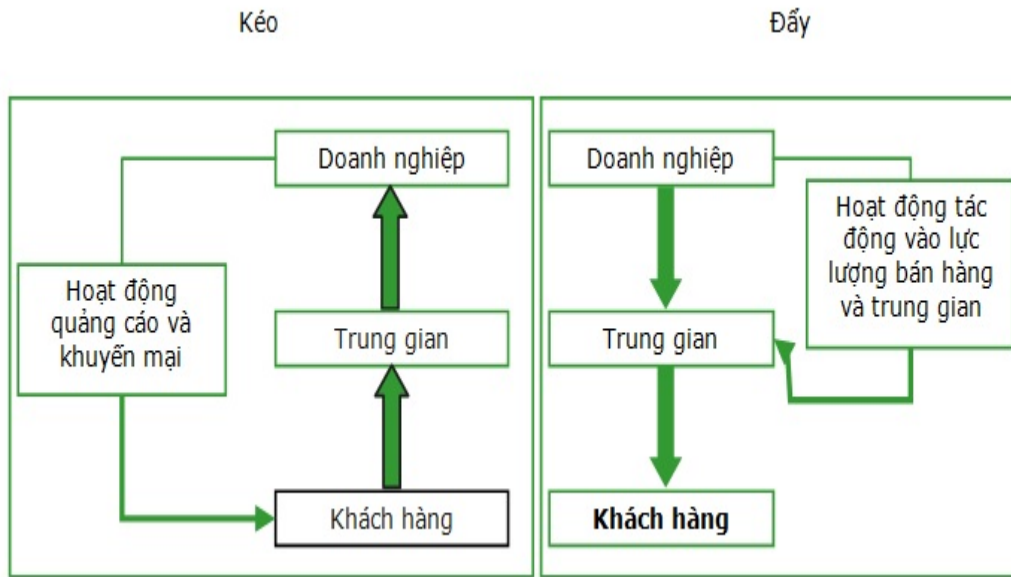 Kéo
Đẩy
Doanh nghiệp
Hoạt động
quảng cáo và
khuyến mại
Trung gian
Khách hàng
Doanh nghiệp
Hoạt động tác
động vào lực
lượng bán hàng
và trung gian
Trung gian
Khách hàng